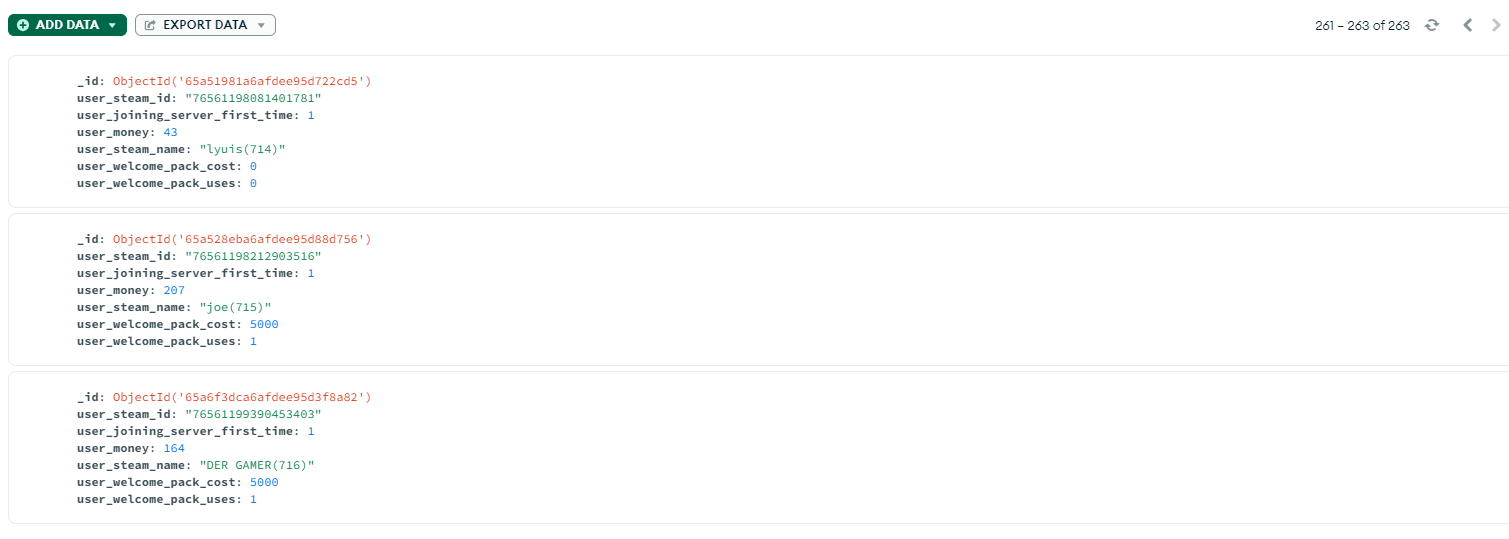 ADD DATA EXPORT DATA 261 – 263 of 263
_id: ObjectId('65a51981a6afdee95d722cd5')
user_steam_id: "76561198081401781"
user_joining_server_first_time: 1
user_money: 43
user_steam_name: "lyuis(714)"
user_welcome_pack_cost: 0
user_welcome_pack_uses: 0
_id: ObjectId('65a528eba6afdee95d88d756')
user_steam_id: "76561198212903516"
user_joining_server_first_time: 1
user_money: 207
user_steam_name: "joe(715)"
user_welcome_pack_cost: 5000
user_welcome_pack_uses: 1
_id: ObjectId('65a6f3dca6afdee95d3f8a82')
user_steam_id: "76561199390453403"
user_joining_server_first_time: 1
user_money: 164
user_steam_name: "DER GAMER(716)"
user_welcome_pack_cost: 5000
user_welcome_pack_uses: 1